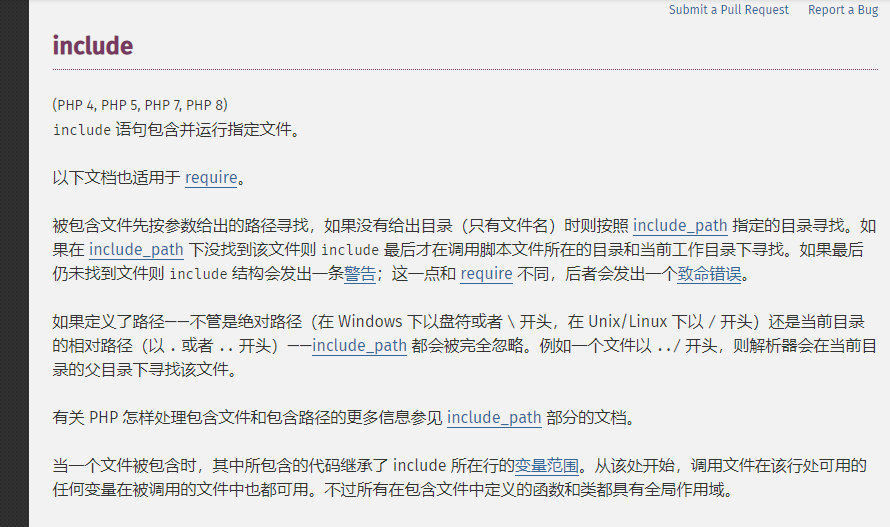 Submit a Pull Request Report a Bug
include
(PHP 4, PHP 5, PHP 7, PHP 8)
include 语句包含并运行指定文件。
以下文档也适用于 require。
被包含文件先按参数给出的路径寻找，如果没有给出目录（只有文件名）时则按照 include_path 指定的目录寻找。如
果在 include_path 下没找到该文件则 include 最后才在调用脚本文件所在的目录和当前工作目录下寻找。如果最后
仍未找到文件则 include 结构会发出一条警告；这一点和 require 不同，后者会发出一个致命错误。
如果定义了路径——不管是绝对路径（在 Windows 下以盘符或者 \ 开头，在 Unix/Linux 下以 / 开头）还是当前目录
的相对路径（以 . 或者 .. 开头）——include_path 都会被完全忽略。例如一个文件以 ../ 开头，则解析器会在当前目
录的父目录下寻找该文件。
有关 PHP 怎样处理包含文件和包含路径的更多信息参见 include_path 部分的文档。
当一个文件被包含时，其中所包含的代码继承了 include 所在行的变量范围。从该处开始，调用文件在该行处可用的
任何变量在被调用的文件中也都可用。不过所有在包含文件中定义的函数和类都具有全局作用域。